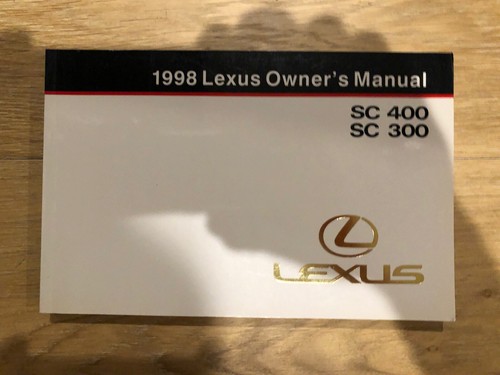 1998 Lexus Owner's Manual
SC 400
SC 300
LEXUS